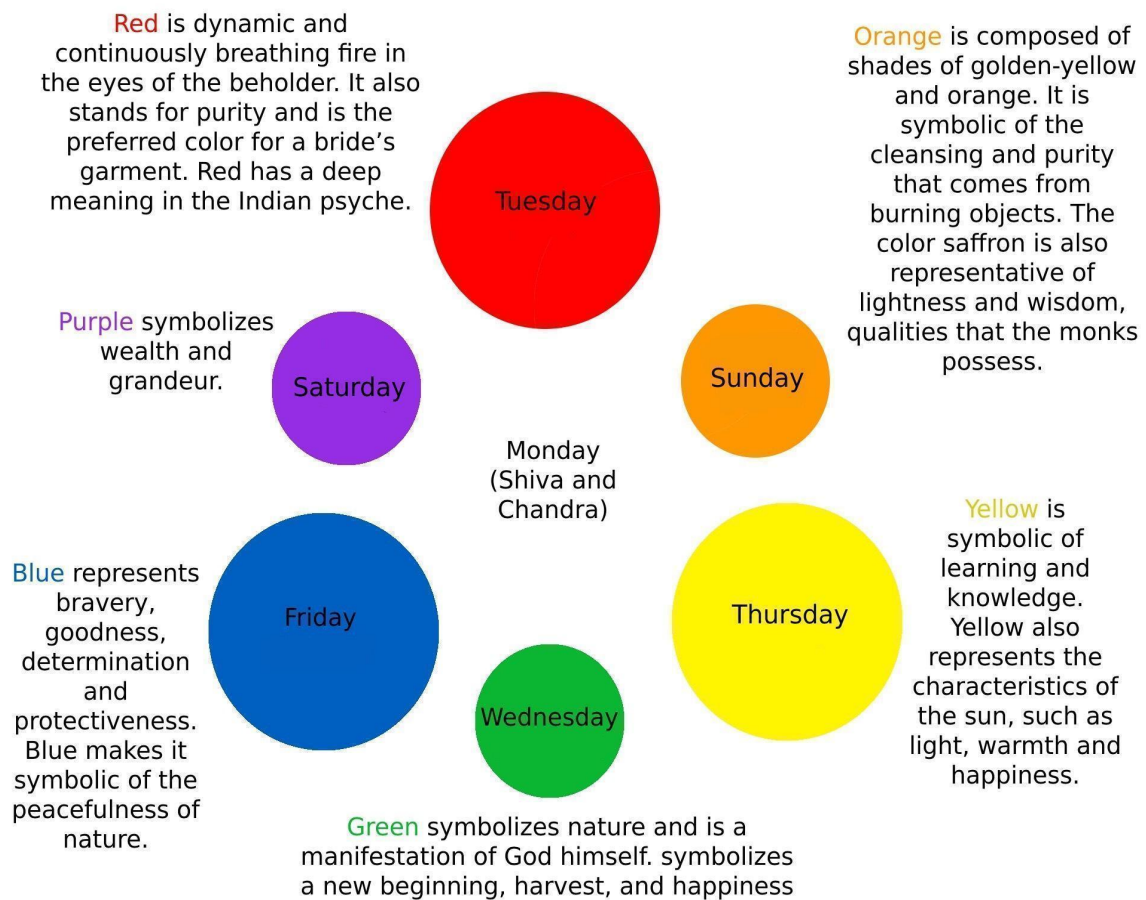 Red is dynamic and
continuously breathing fire in
the eyes of the beholder. It also
stands for purity and is the
preferred color for a bride’s
garment. Red has a deep
meaning in the Indian psyche.
Orange is composed of
shades of golden-yellow
and orange. It is
symbolic of the
cleansing and purity
that comes from
burning objects. The
color saffron is also
representative of
lightness and wisdom,
qualities that the monks
possess.
Tuesday
Purple symbolizes
wealth and
grandeur.
Saturday
Sunday
Monday
(Shiva and
Chandra)
Blue represents
bravery,
goodness,
determination
and
protectiveness.
Blue makes it
symbolic of the
peacefulness of
nature.
Friday
Thursday
Yellow is
symbolic of
learning and
knowledge.
Yellow also
represents the
characteristics of
the sun, such as
light, warmth and
happiness.
Wednesday
Green symbolizes nature and is a
manifestation of God himself. symbolizes
a new beginning, harvest, and happiness